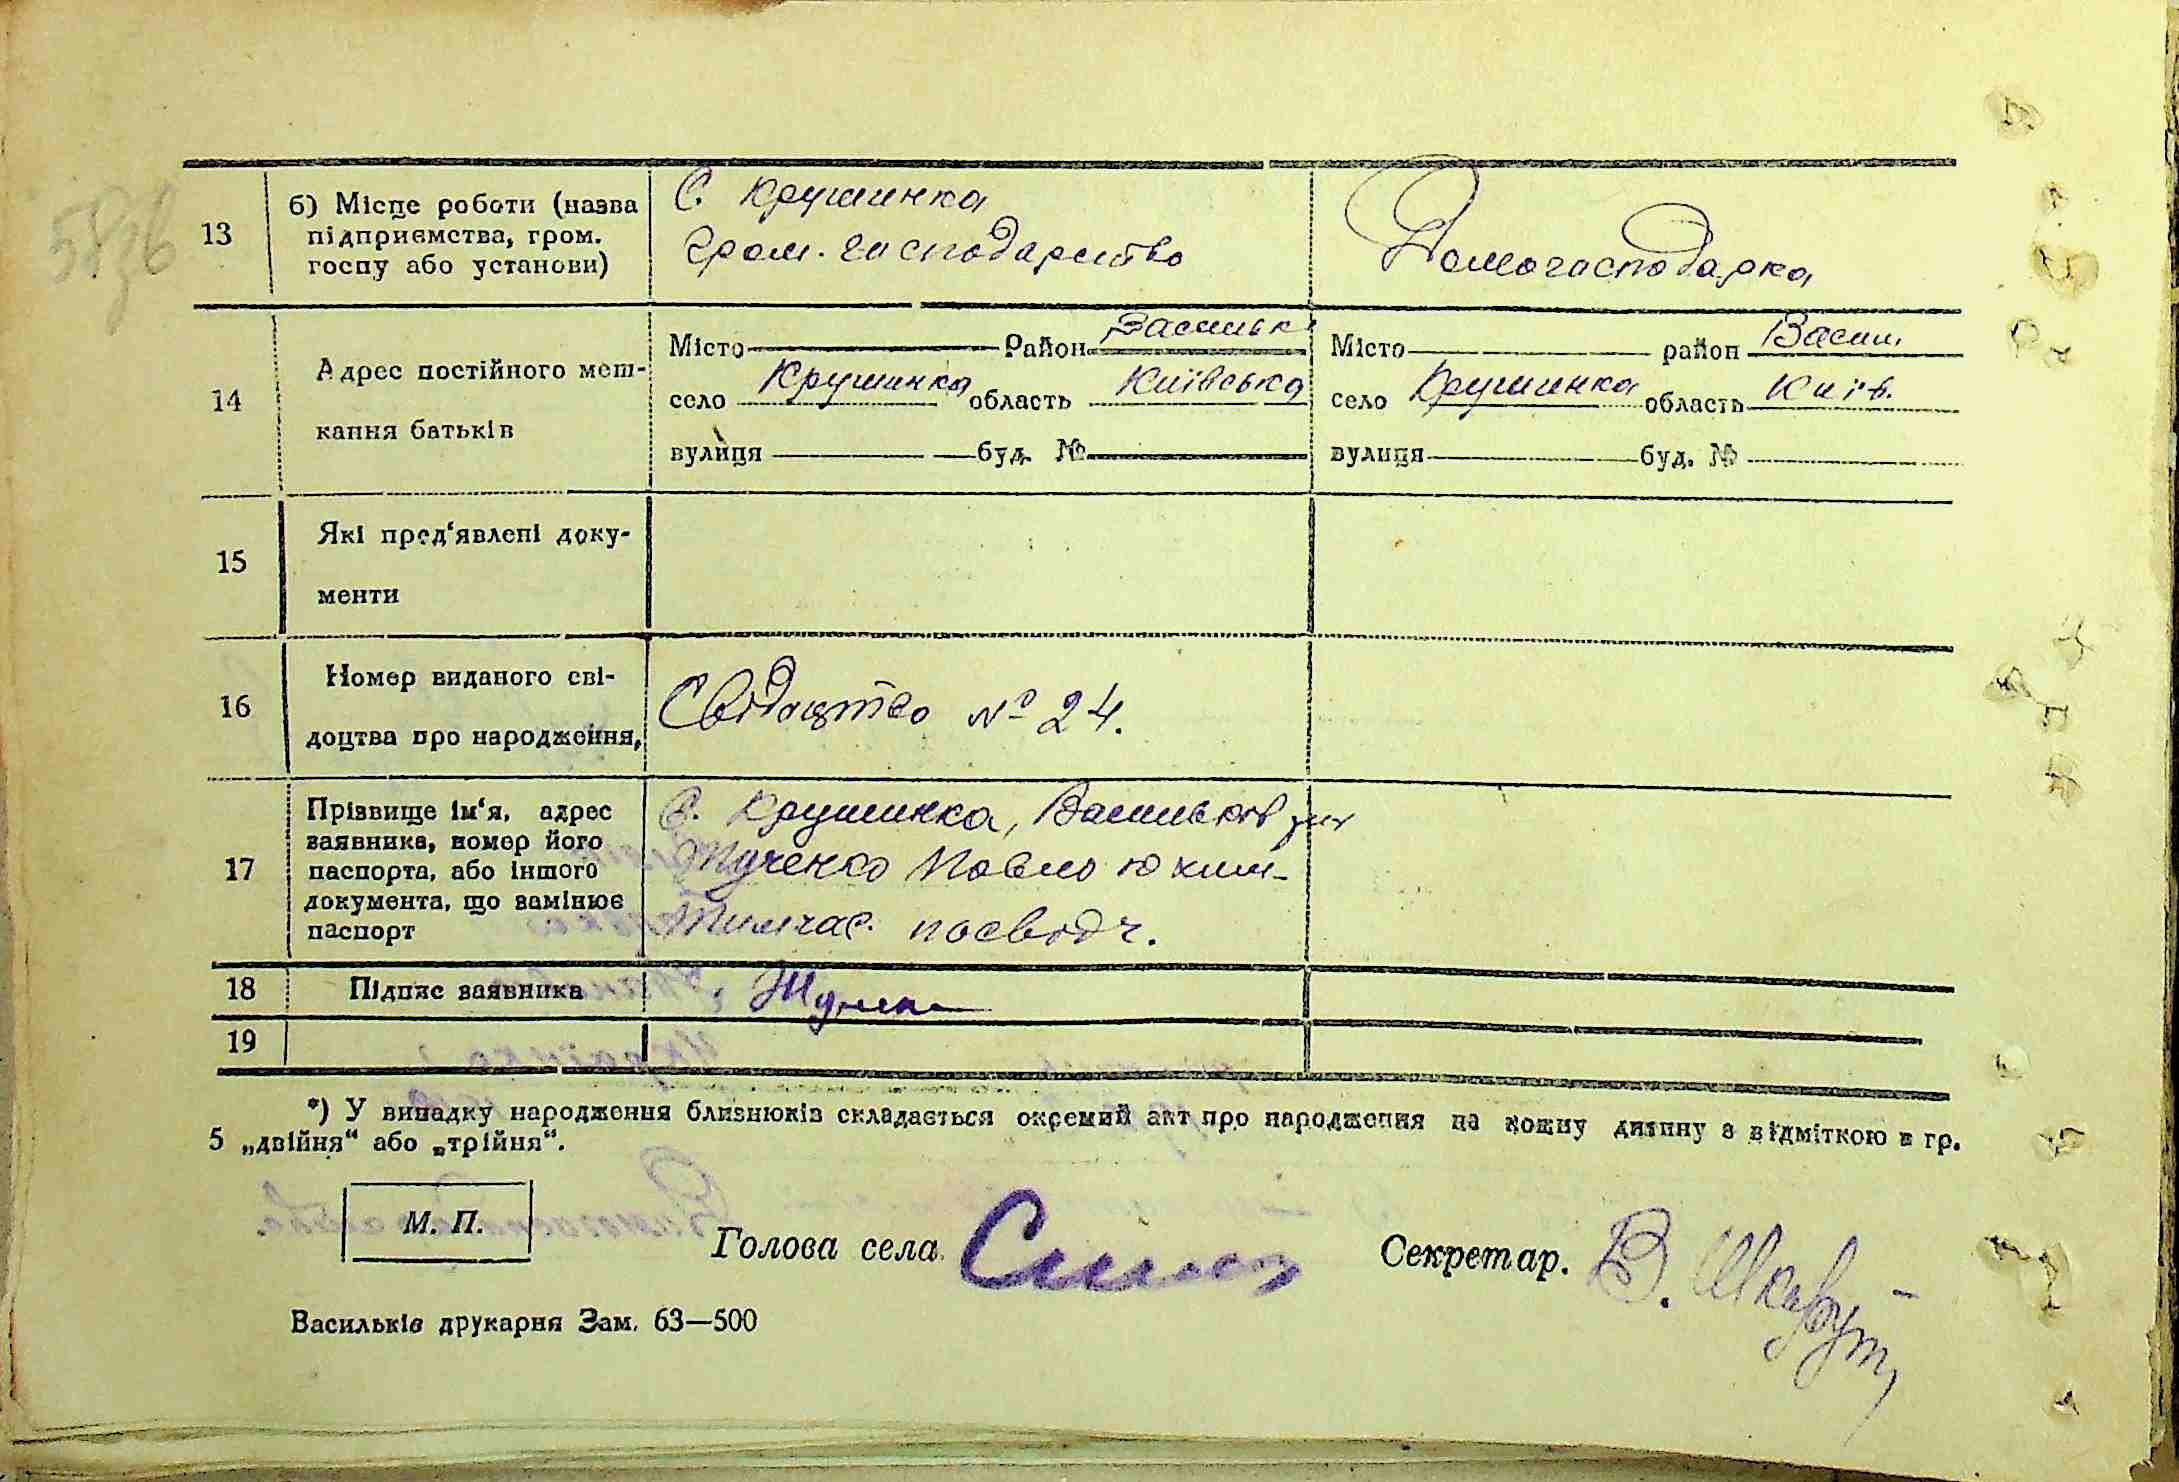 58зв
13 б) Місце роботи (назва
підприємства, гром.
госпу або установи)
С. Крушинка
Гром. господарство
Домогосподарка
14 Адрес постійного меш-
кання батьків
Місто Район Васильк
село Крушинка область Київська
вулиця буд. №
Місто район Васил.
село Крушинка область Київ.
вулиця буд. №
15 Які пред'явлені доку-
менти
16 Номер виданого сві-
доцтва про народження,
Свідоцтво № 24.
17 Прізвище ім'я, адрес
заявника, номер його
паспорта, або іншого
документа, що замінює
паспорт
С. Крушинка, Васильков
Павло Юхим-
Тимчас. посвідч.
18 Підпис заявника
19
*) У випадку народження близнюків складається окремий акт про народження на кожну дитину з відміткою в гр.
5 „двійня“ або „трійня“.
М. П.
Голова села
Секретар. В.
Васильків друкарня Зам. 63—500